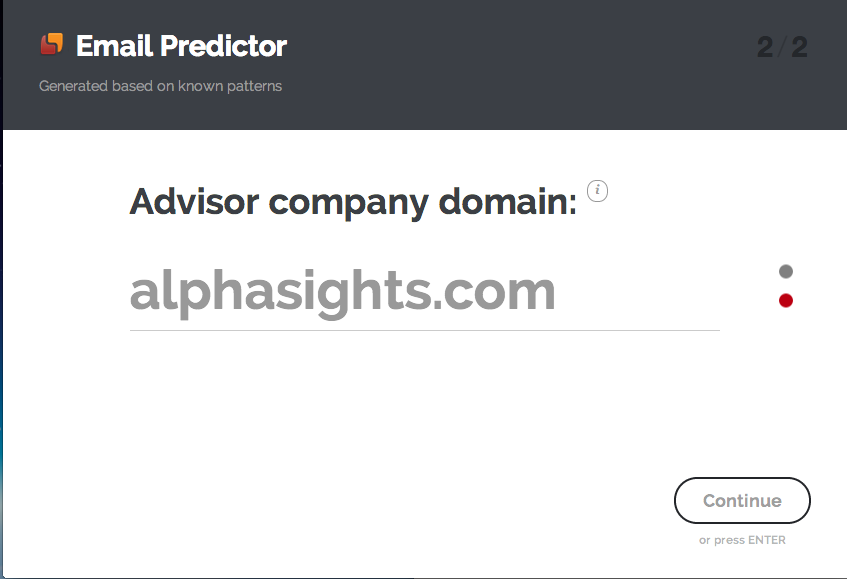 Email Predictor
2/2
Generated based on known patterns
Advisor company domain: i
alphasights.com
Continue
or press ENTER